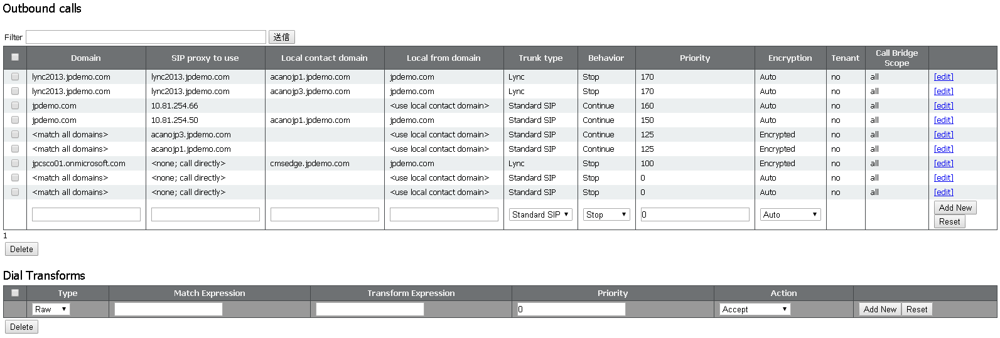 Outbound calls
Filter 送信
Domain SIP proxy to use Local contact domain Local from domain Trunk type Behavior Priority Encryption Tenant Call Bridge Scope
lync2013.jpdemo.com lync2013.jpdemo.com acanojp1.jpdemo.com jpdemo.com Lync Stop 170 Auto no all [edit]
lync2013.jpdemo.com lync2013.jpdemo.com acanojp3.jpdemo.com jpdemo.com Lync Stop 170 Auto no all [edit]
jpdemo.com 10.81.254.66 <use local contact domain> Standard SIP Continue 160 Auto no all [edit]
jpdemo.com 10.81.254.50 acanojp1.jpdemo.com jpdemo.com Standard SIP Continue 150 Auto no all [edit]
<match all domains> acanojp3.jpdemo.com <use local contact domain> Standard SIP Continue 125 Encrypted no all [edit]
<match all domains> acanojp1.jpdemo.com <use local contact domain> Standard SIP Continue 125 Encrypted no all [edit]
jpcsco01.onmicrosoft.com <none; call directly> cmsedge.jpdemo.com jpdemo.com Lync Stop 100 Encrypted no all [edit]
<match all domains> <none; call directly> <use local contact domain> Standard SIP Stop 0 Auto no all [edit]
<match all domains> <none; call directly> <use local contact domain> Standard SIP Stop 0 Auto no all [edit]
Standard SIP Stop 0 Auto Add New
Reset
1
Delete
Dial Transforms
Type Match Expression Transform Expression Priority Action
Raw 0 Accept Add New Reset
Delete